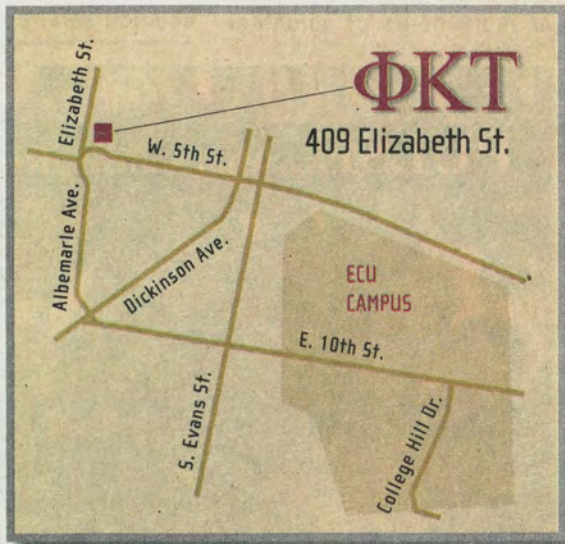 ΦΚΤ
409 Elizabeth St.
Elizabeth St.
W. 5th St.
Albemarle Ave.
Dickinson Ave.
ECU
CAMPUS
E. 10th St.
S. Evans St.
College Hill Dr.